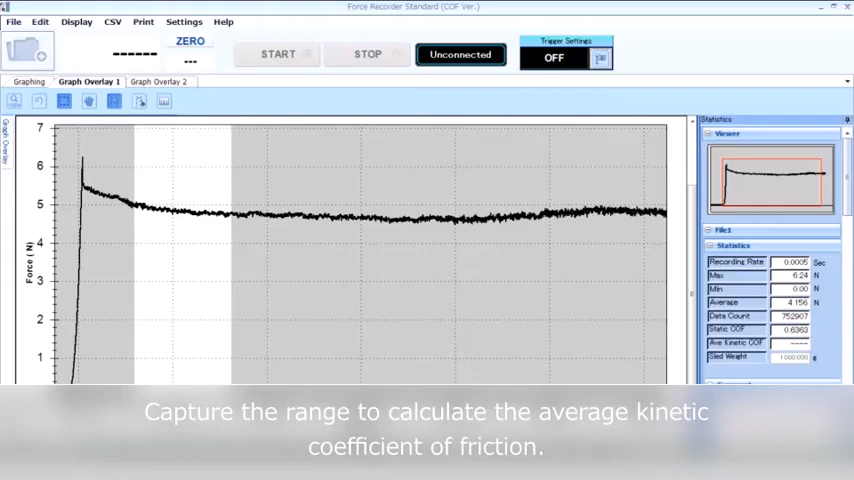 Force Recorder Standard (COF Ver.)
File Edit Display CSV Print Settings Help
------ ZERO --- START STOP Unconnected Trigger Settings OFF
Graphing Graph Overlay 1 Graph Overlay 2
Graph Overlay
Force ( N )
7
6
5
4
3
2
1
Statistics
Viewer
File1
Statistics
Recording Rate 0.0005 Sec
Max 6.24 N
Min 0.00 N
Average 4.156 N
Data Count 752907
Static COF 0.6363
Ave Kinetic COF ----
Sled Weight 1000.000 g
Capture the range to calculate the average kinetic
coefficient of friction.